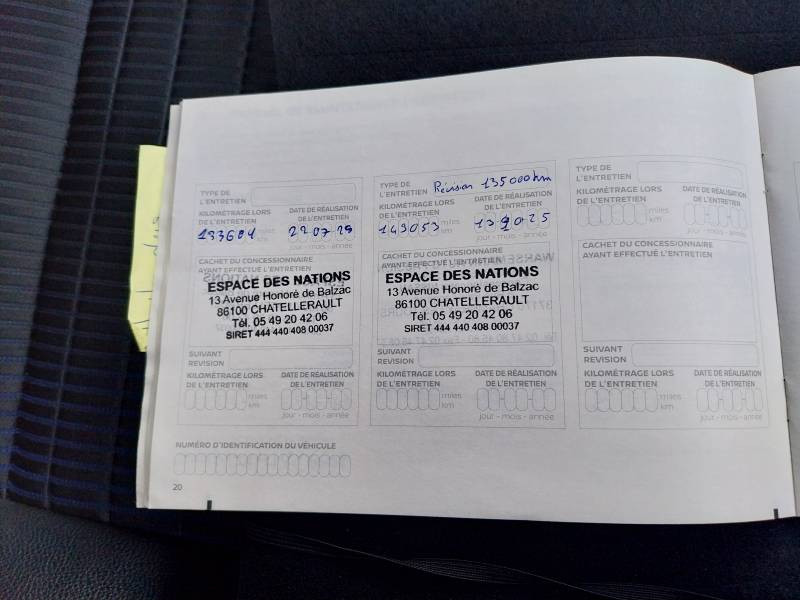 TYPE DE
L'ENTRETIEN
KILOMÉTRAGE LORS
DE L'ENTRETIEN
miles
km
DATE DE RÉALISATION
DE L'ENTRETIEN
jour - mois - année
CACHET DU CONCESSIONNAIRE
AYANT EFFECTUÉ L'ENTRETIEN
ESPACE DES NATIONS
13 Avenue Honoré de Balzac
86100 CHATELLERAULT
Tél. 05 49 20 42 06
SIRET 444 440 408 00037
SUIVANT
REVISION
KILOMÉTRAGE LORS
DE L'ENTRETIEN
miles
km
DATE DE RÉALISATION
DE L'ENTRETIEN
jour - mois - année
TYPE DE
L'ENTRETIEN
Révision 135000 km
KILOMÉTRAGE LORS
DE L'ENTRETIEN
miles
km
143053
DATE DE RÉALISATION
DE L'ENTRETIEN
jour - mois - année
CACHET DU CONCESSIONNAIRE
AYANT EFFECTUÉ L'ENTRETIEN
ESPACE DES NATIONS
13 Avenue Honoré de Balzac
86100 CHATELLERAULT
Tél. 05 49 20 42 06
SIRET 444 440 408 00037
SUIVANT
REVISION
KILOMÉTRAGE LORS
DE L'ENTRETIEN
miles
km
DATE DE RÉALISATION
DE L'ENTRETIEN
jour - mois - année
TYPE DE
L'ENTRETIEN
KILOMÉTRAGE LORS
DE L'ENTRETIEN
miles
km
DATE DE RÉALISATION
DE L'ENTRETIEN
jour - mois - année
CACHET DU CONCESSIONNAIRE
AYANT EFFECTUÉ L'ENTRETIEN
SUIVANT
REVISION
KILOMÉTRAGE LORS
DE L'ENTRETIEN
miles
km
DATE DE RÉALISATION
DE L'ENTRETIEN
jour - mois - année
NUMÉRO D'IDENTIFICATION DU VÉHICULE
20